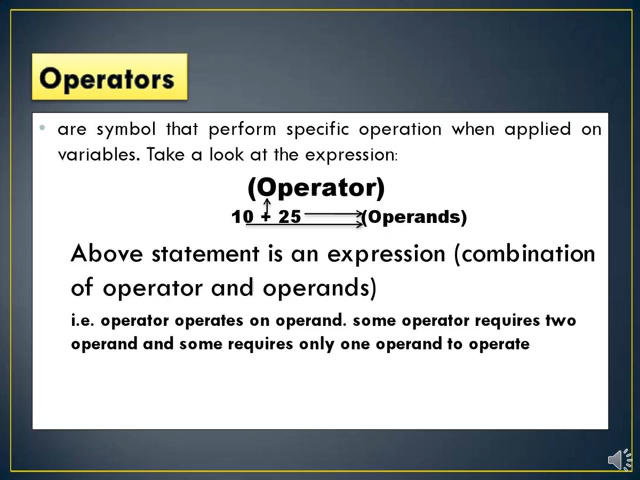 Operators
• are symbol that perform specific operation when applied on
variables. Take a look at the expression:
(Operator)
10 + 25 (Operands)
Above statement is an expression (combination
of operator and operands)
i.e. operator operates on operand. some operator requires two
operand and some requires only one operand to operate